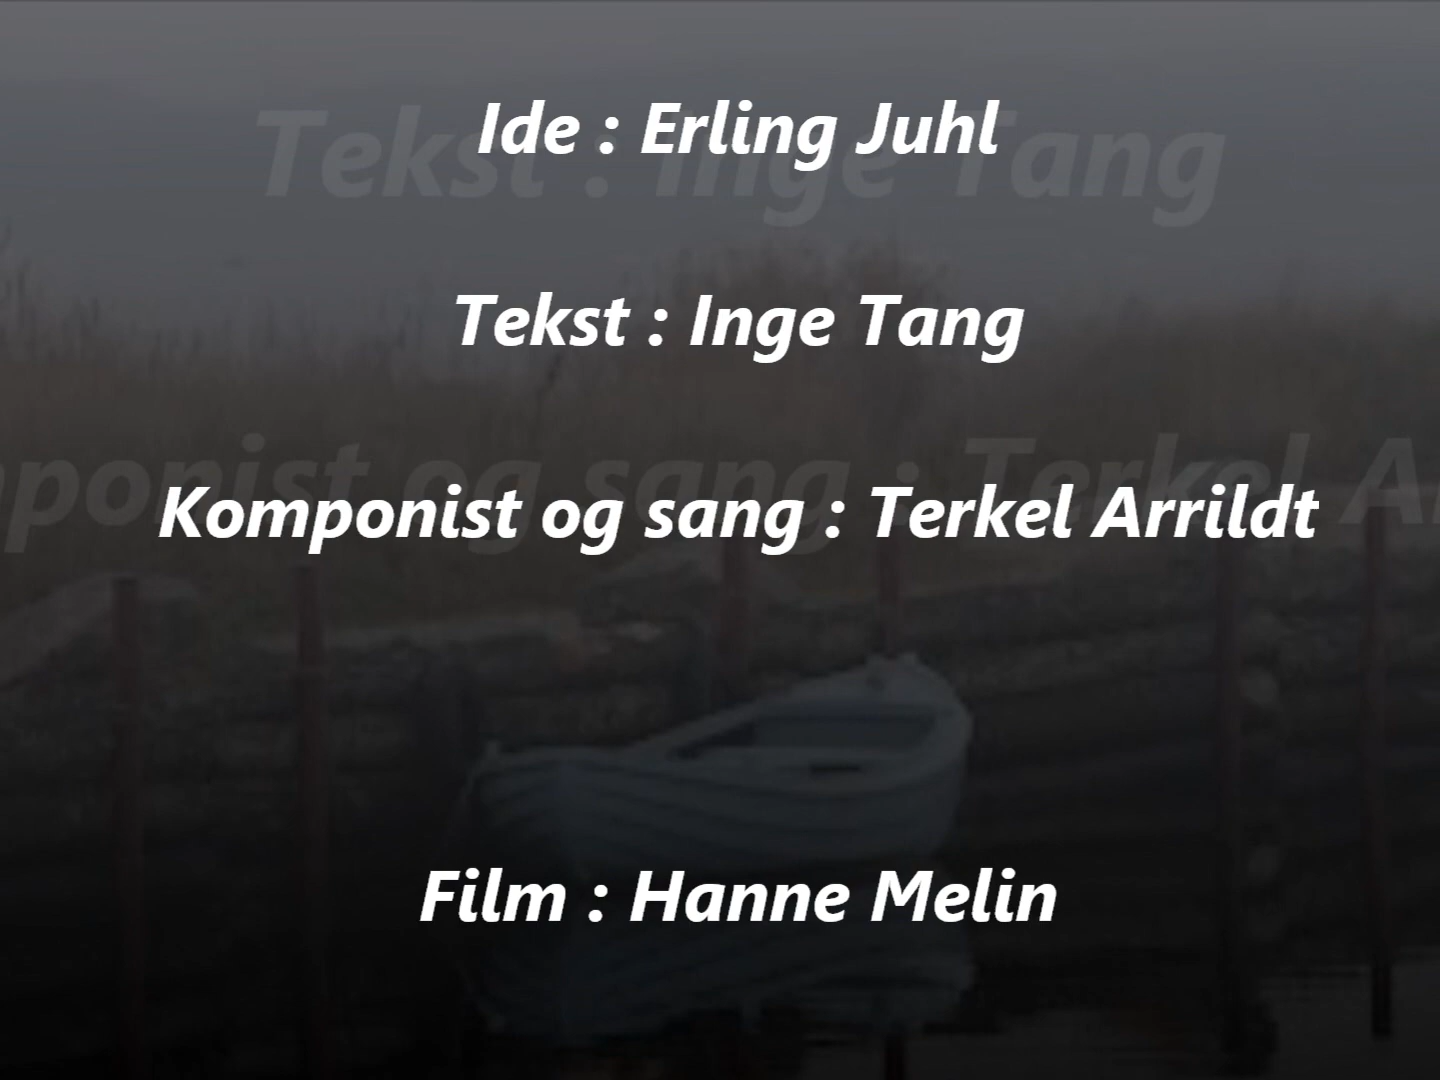 Ide : Erling Juhl
Tekst : Inge Tang
Komponist og sang : Terkel Arrildt
Film : Hanne Melin